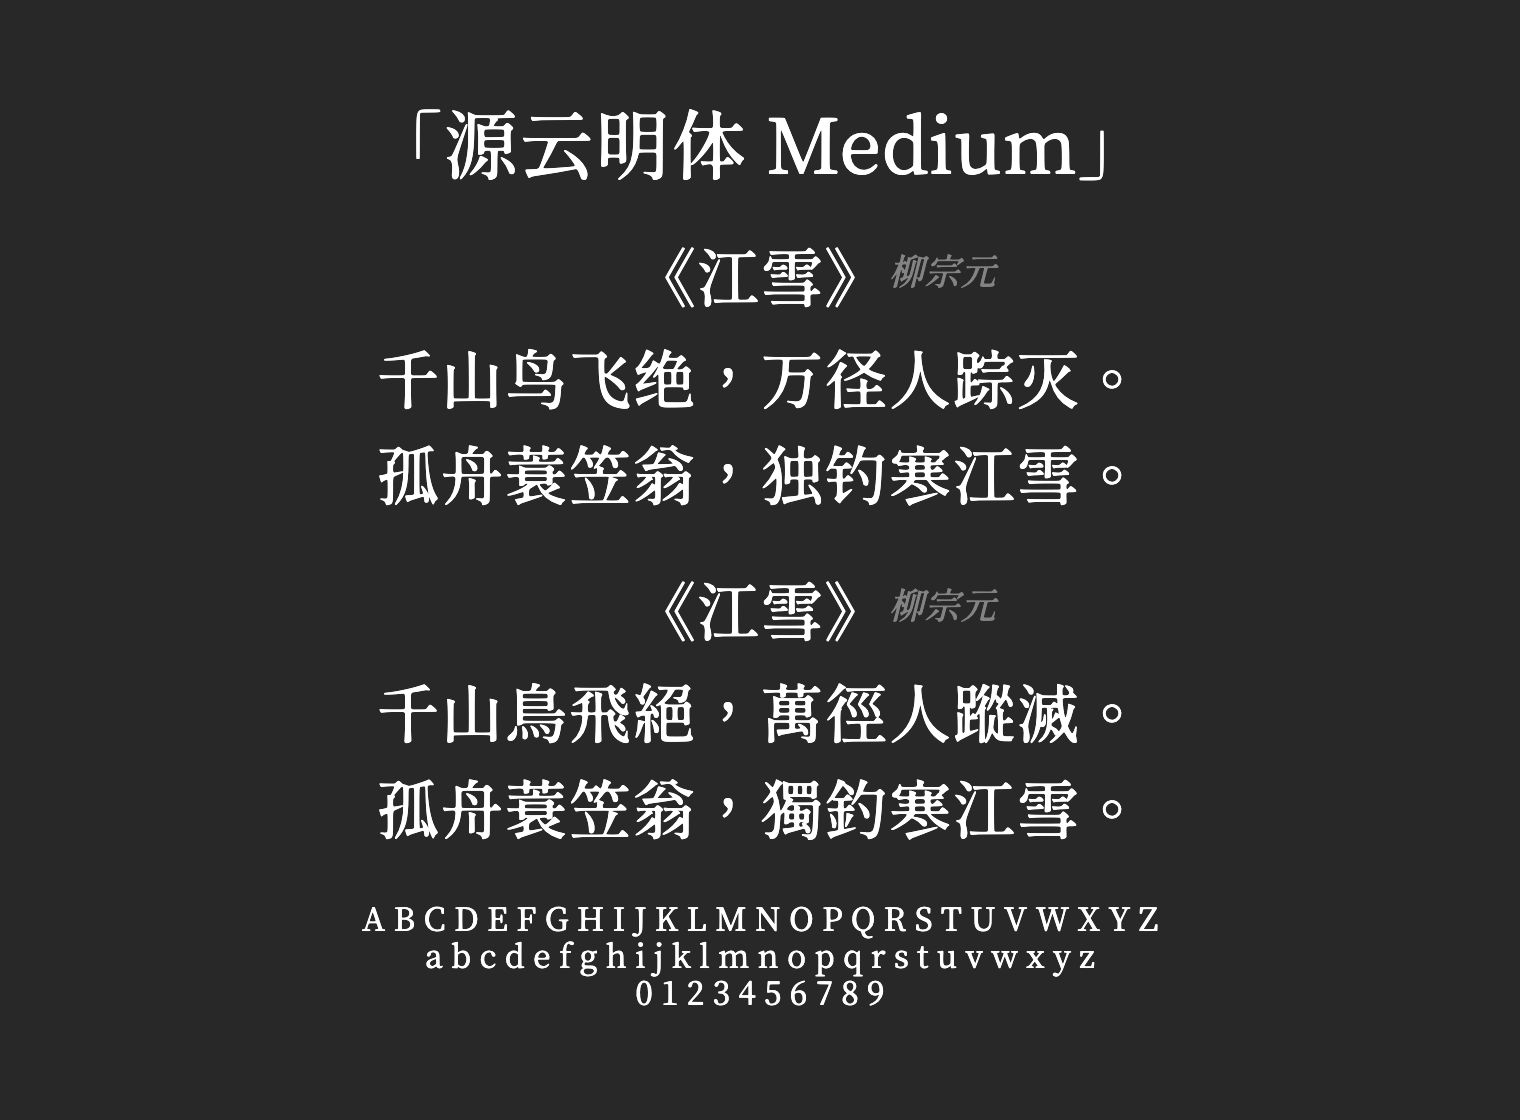 「源云明体 Medium」
《江雪》 柳宗元
千山鸟飞绝，万径人踪灭。
孤舟蓑笠翁，独钓寒江雪。
《江雪》 柳宗元
千山鳥飛絕，萬徑人蹤滅。
孤舟蓑笠翁，獨釣寒江雪。
A B C D E F G H I J K L M N O P Q R S T U V W X Y Z
a b c d e f g h i j k l m n o p q r s t u v w x y z
0 1 2 3 4 5 6 7 8 9